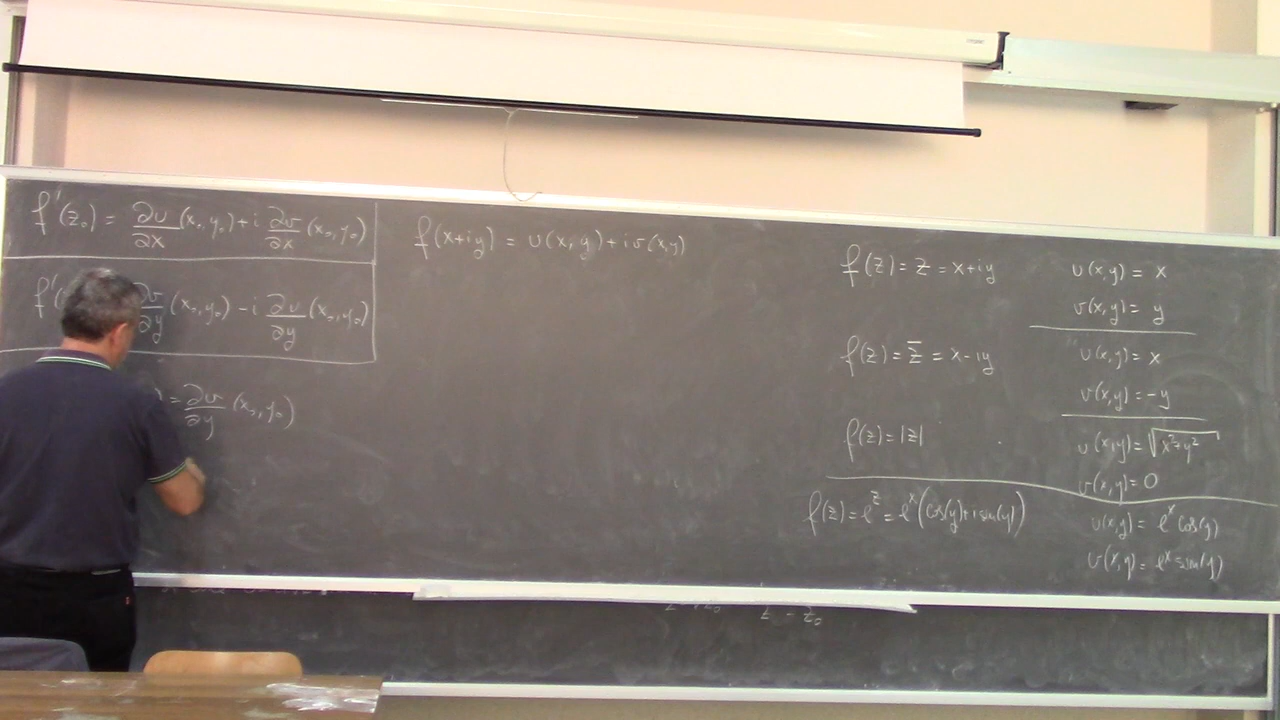 f'(z₀) = ∂u/∂x (x₀, y₀) + i ∂v/∂x (x₀, y₀)
f'( ∂v/∂y (x₀, y₀) - i ∂u/∂y (x₀, y₀)
) = ∂v/∂y (x₀, y₀)
f(x+iy) = u(x, y) + i v(x,y)
f(z) = z = x+iy
u(x,y) = x
v(x,y) = y
f(z) = z̅ = x-iy
u(x,y) = x
v(x,y) = -y
f(z) = |z|
u(x,y) = √(x²+y²)
v(x,y) = 0
f(z) = e^z = e^x (cos(y)+i sin(y))
u(x,y) = e^x cos(y)
v(x,y) = e^x sin(y)
z - z₀